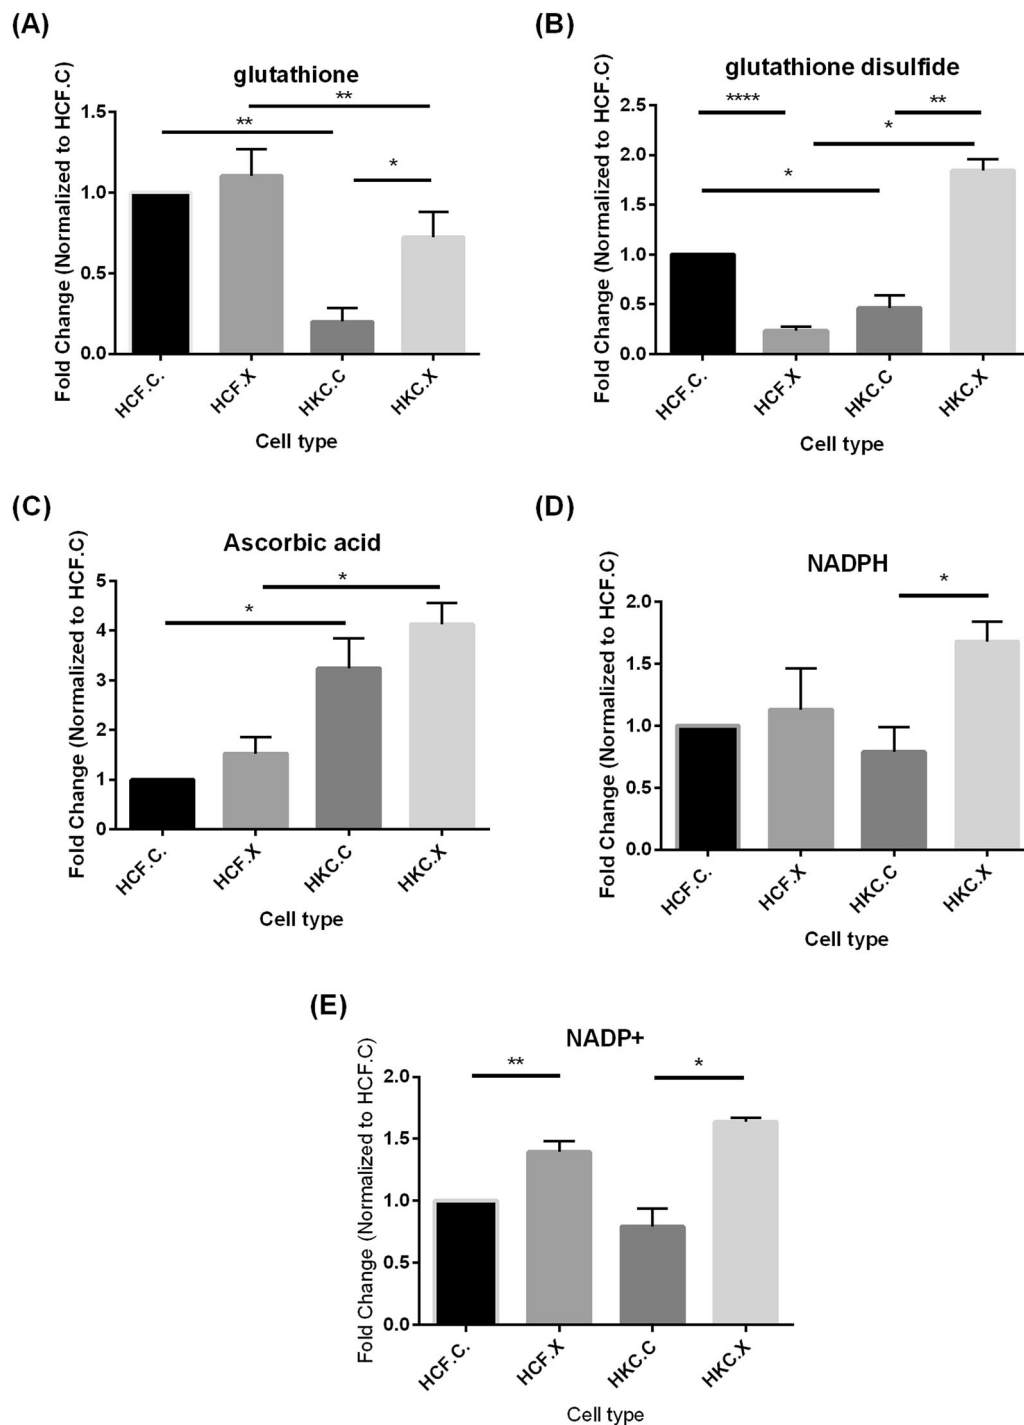 (A)
glutathione
Fold Change (Normalized to HCF.C)
1.5
1.0
0.5
0.0
**
**
*
HCF.C.
HCF.X
HKC.C
HKC.X
Cell type
(B)
glutathione disulfide
Fold Change (Normalized to HCF.C)
2.5
2.0
1.5
1.0
0.5
0.0
****
**
*
*
HCF.C.
HCF.X
HKC.C
HKC.X
Cell type
(C)
Ascorbic acid
Fold Change (Normalized to HCF.C)
5
4
3
2
1
0
*
*
HCF.C.
HCF.X
HKC.C
HKC.X
Cell type
(D)
NADPH
Fold Change (Normalized to HCF.C)
2.0
1.5
1.0
0.5
0.0
*
HCF.C.
HCF.X
HKC.C
HKC.X
Cell type
(E)
NADP+
Fold Change (Normalized to HCF.C)
2.0
1.5
1.0
0.5
0.0
**
*
HCF.C.
HCF.X
HKC.C
HKC.X
Cell type